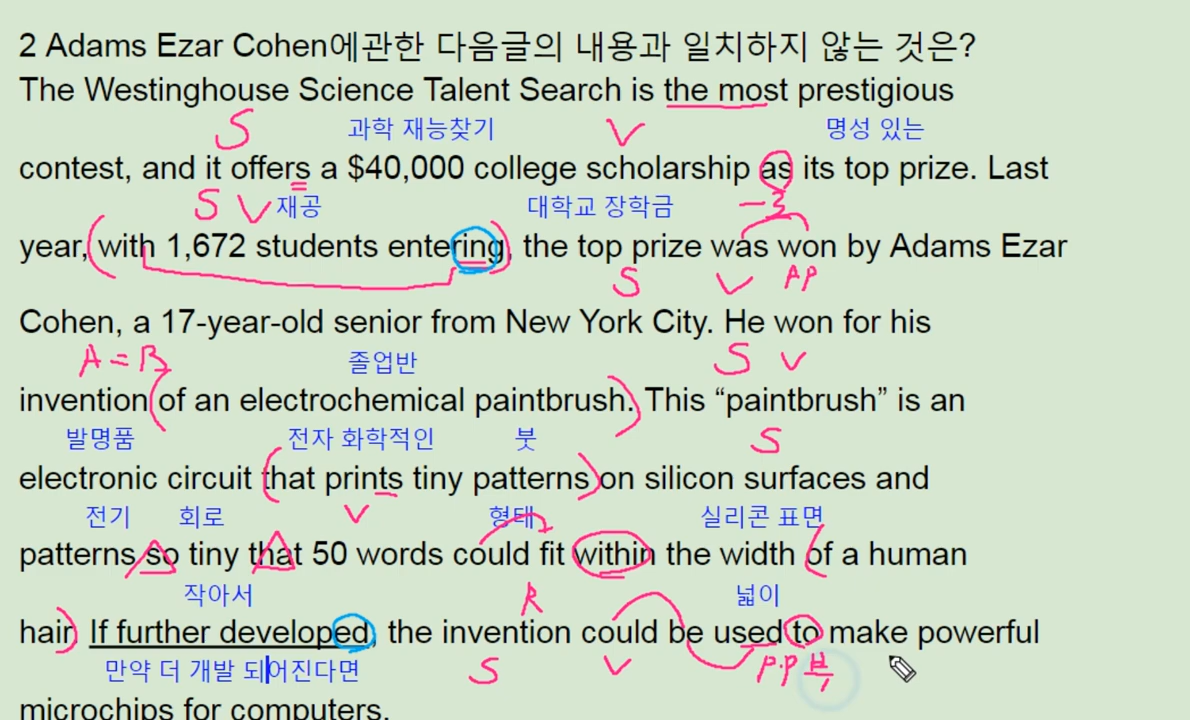 2 Adams Ezar Cohen에관한 다음글의 내용과 일치하지 않는 것은?
The Westinghouse Science Talent Search is the most prestigious
S 과학 재능찾기 V 명성 있는
contest, and it offers a $40,000 college scholarship as its top prize. Last
S V 재공 대학교 장학금
year, (with 1,672 students entering), the top prize was won by Adams Ezar
S V
Cohen, a 17-year-old senior from New York City. He won for his
A = B 졸업반 S V
invention (of an electrochemical paintbrush.) This “paintbrush” is an
발명품 전자 화학적인 붓 S
electronic circuit (that prints tiny patterns) on silicon surfaces and
전기 회로 V 형태 실리콘 표면
patterns so tiny that 50 words could fit within the width (of a human
작아서 R 넓이
hair) If further developed, the invention could be used to make powerful
만약 더 개발 되어진다면 S V p.p 부
microchips for computers.